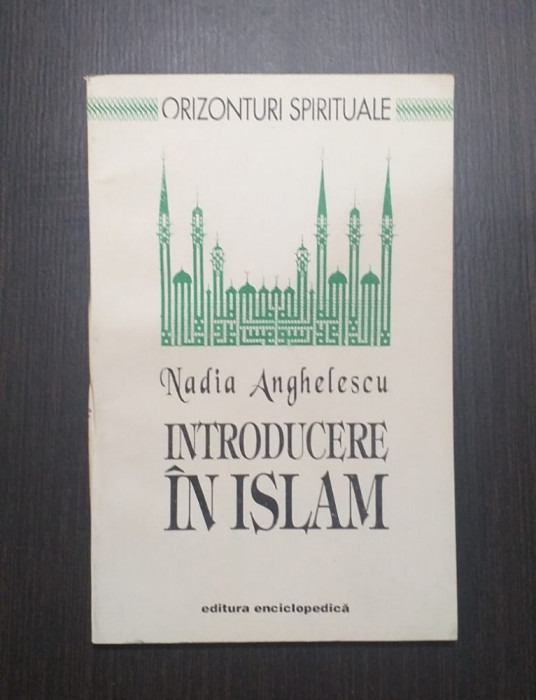 ORIZONTURI SPIRITUALE
Nadia Anghelescu
INTRODUCERE
ÎN ISLAM
editura enciclopedică